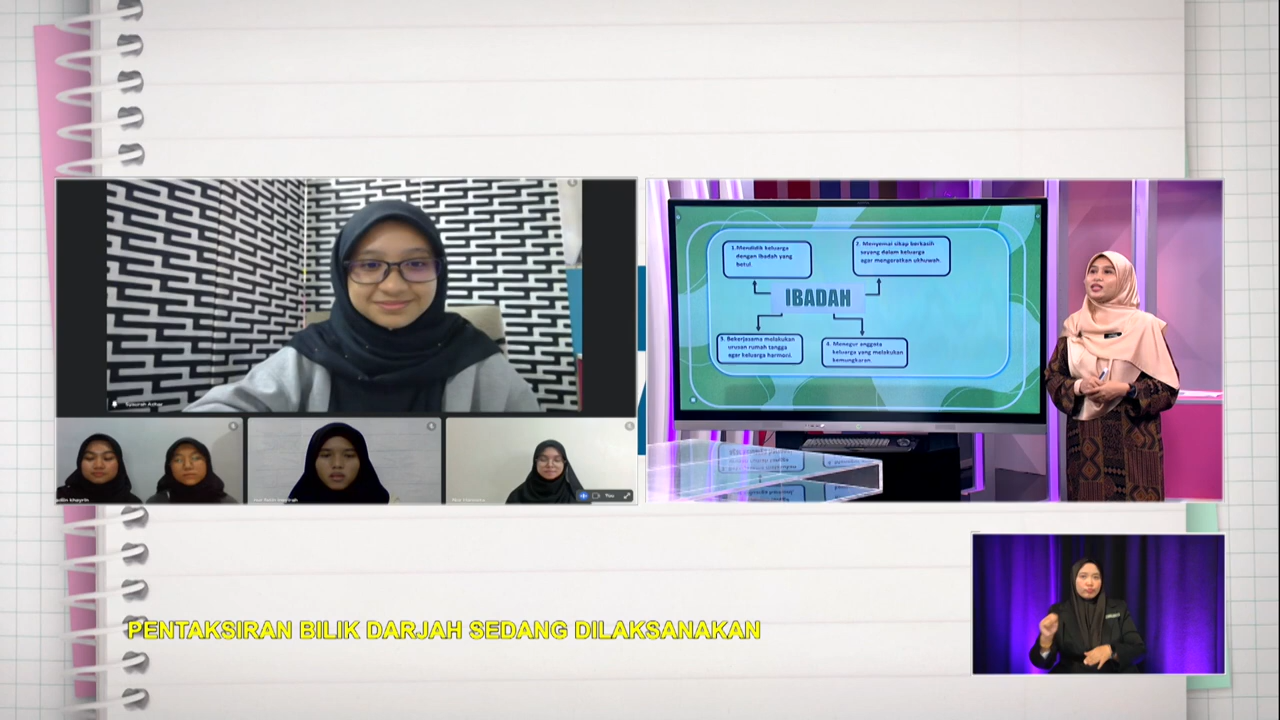 1.Mendidik keluarga
dengan ibadah yang
betul
2. Menyemai sikap berkasih
sayang dalam keluarga
agar mengeratkan ukhuwah.
IBADAH
3. Bekerjasama melakukan
urusan rumah tangga
agar keluarga harmoni.
4. Menegur anggota
keluarga yang melakukan
kemungkaran.
Azhar
You
PENTAKSIRAN BILIK DARJAH SEDANG DILAKSANAKAN